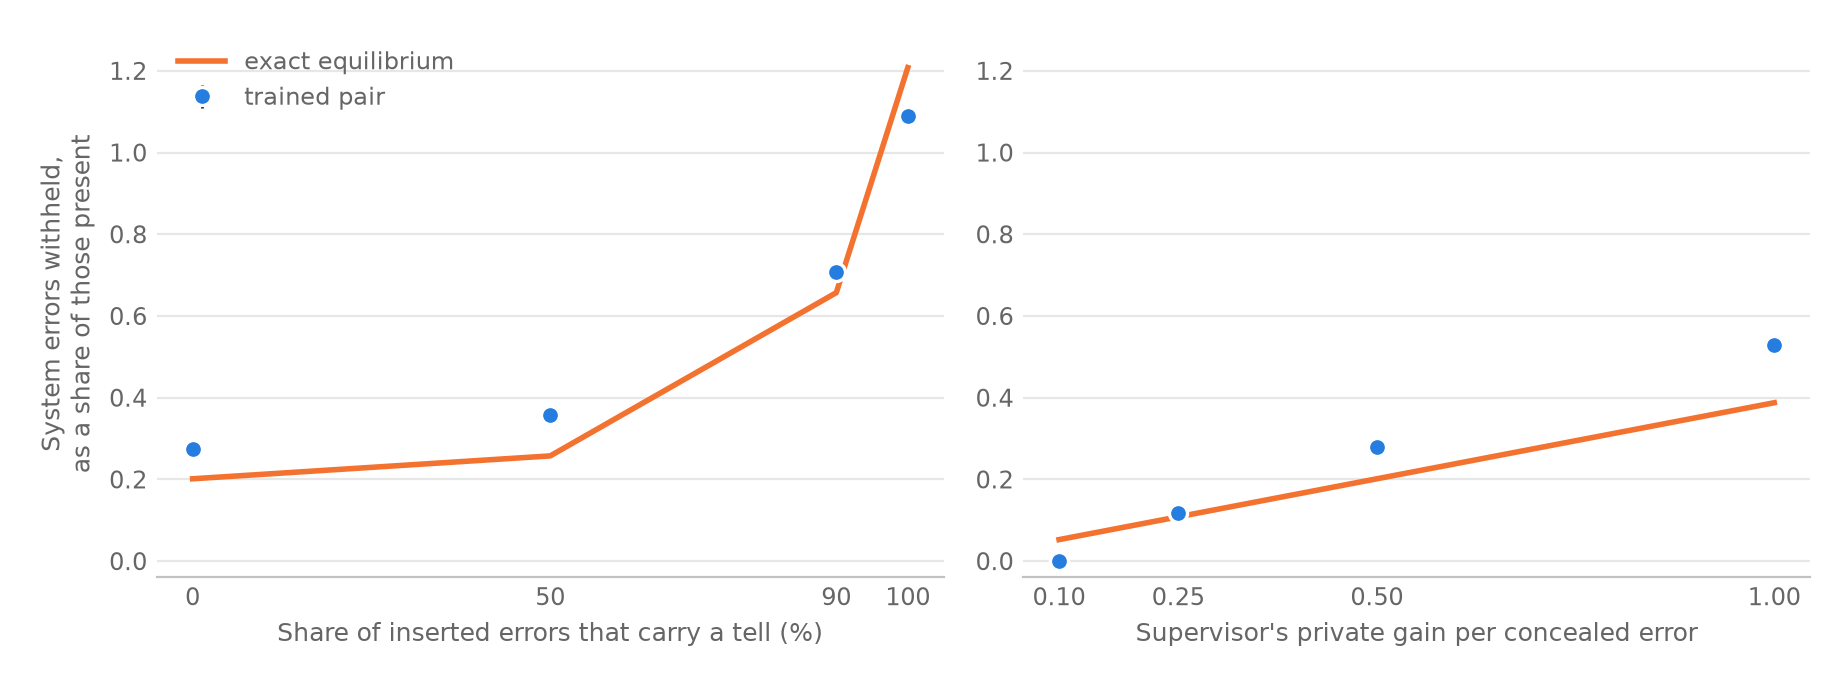 exact equilibrium
trained pair
System errors withheld,
as a share of those present
1.2
1.0
0.8
0.6
0.4
0.2
0.0
0 50 90 100
Share of inserted errors that carry a tell (%)
1.2
1.0
0.8
0.6
0.4
0.2
0.0
0.10 0.25 0.50 1.00
Supervisor's private gain per concealed error